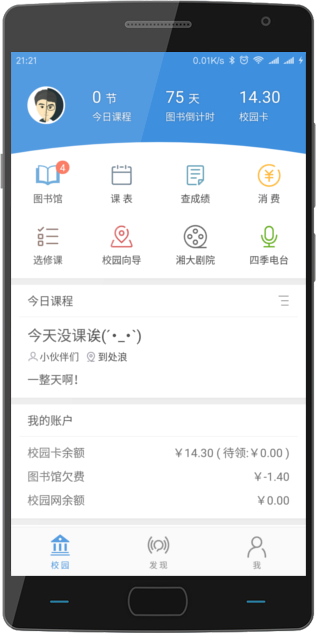 21:21 0.01K/s
0 节 75 天 14.30
今日课程 图书倒计时 校园卡
4
图书馆 课 表 查成绩 消 费
选修课 校园向导 湘大剧院 四季电台
今日课程
今天没课诶(´•_•`)
小伙伴们 到处浪
一整天啊!
我的账户
校园卡余额 ￥14.30 ( 待领:￥0.00 )
图书馆欠费 ￥-1.40
校园网余额 ￥0.00
校园 发现 我